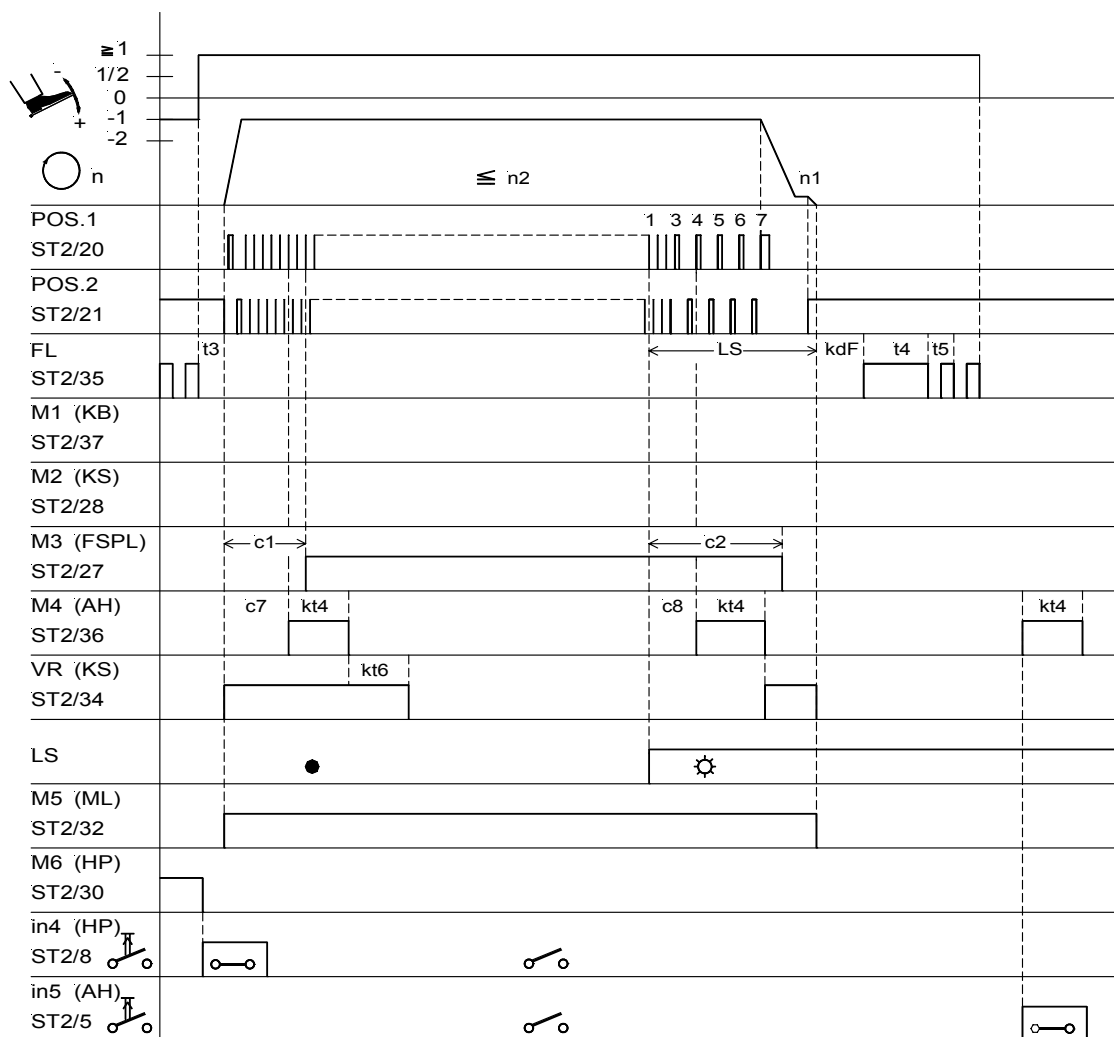 ≧ 1
1/2
-
0
-1
+
-2
n
≦ n2
n1
POS.1
1 3 4 5 6 7
ST2/20
POS.2
ST2/21
FL
t3
LS
kdF
t4
t5
ST2/35
M1 (KB)
ST2/37
M2 (KS)
ST2/28
M3 (FSPL)
c1
c2
ST2/27
M4 (AH)
c7
kt4
c8
kt4
kt4
ST2/36
VR (KS)
kt6
ST2/34
LS
M5 (ML)
ST2/32
M6 (HP)
ST2/30
in4 (HP)
ST2/8
in5 (AH)
ST2/5